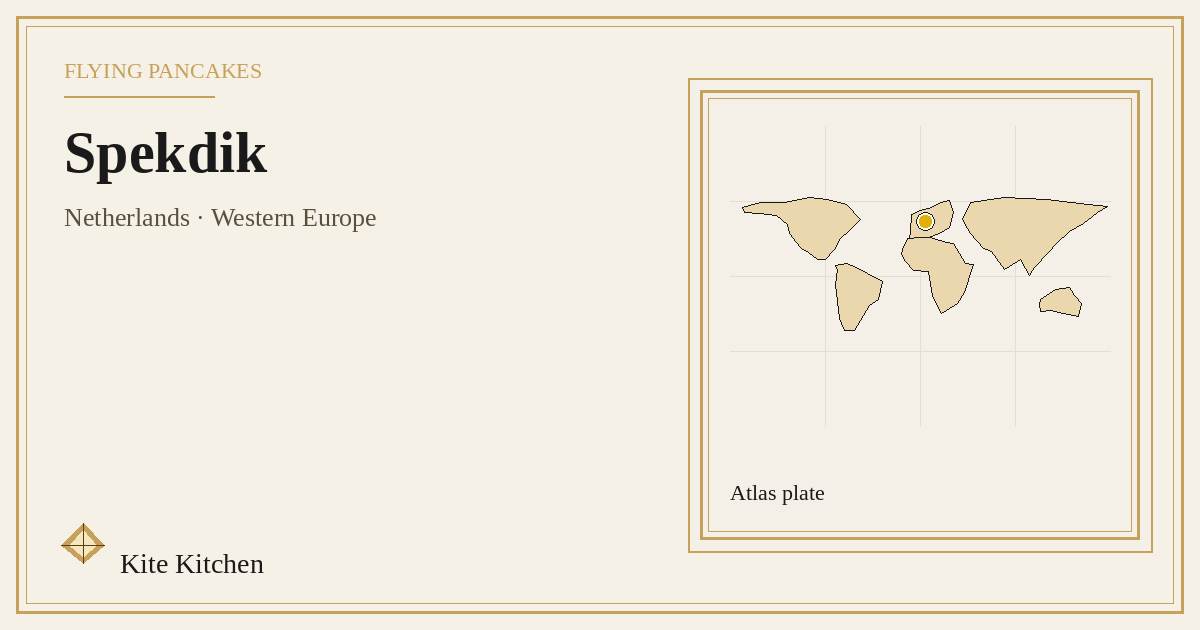 FLYING PANCAKES
Spekdik
Netherlands · Western Europe
Atlas plate
Kite Kitchen